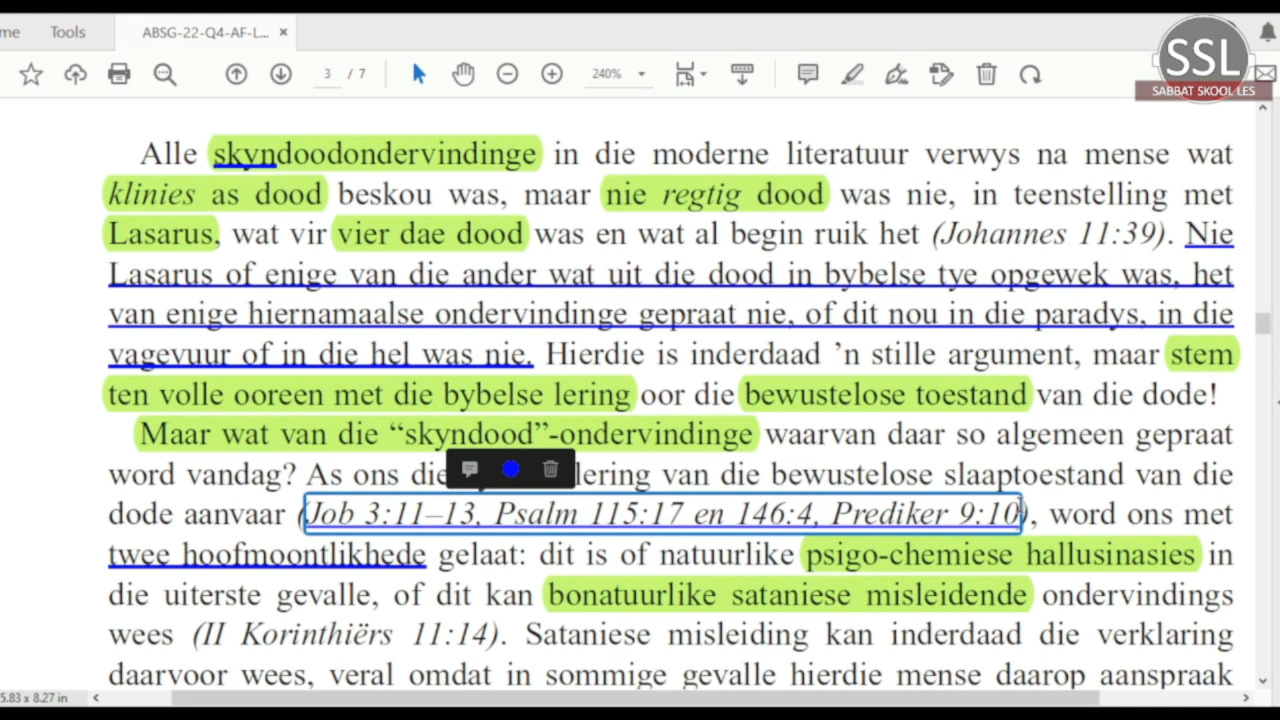 me Tools ABSG-22-Q4-AF-L... ×
3 / 7 240%
SSL
SABBAT SKOOL LES
Alle skyndoodondervindinge in die moderne literatuur verwys na mense wat
klinies as dood beskou was, maar nie regtig dood was nie, in teenstelling met
Lasarus, wat vir vier dae dood was en wat al begin ruik het (Johannes 11:39). Nie
Lasarus of enige van die ander wat uit die dood in bybelse tye opgewek was, het
van enige hiernamaalse ondervindinge gepraat nie, of dit nou in die paradys, in die
vagevuur of in die hel was nie. Hierdie is inderdaad ’n stille argument, maar stem
ten volle ooreen met die bybelse lering oor die bewustelose toestand van die dode!
Maar wat van die “skyndood”-ondervindinge waarvan daar so algemeen gepraat
word vandag? As ons die lering van die bewustelose slaaptoestand van die
dode aanvaar (Job 3:11–13, Psalm 115:17 en 146:4, Prediker 9:10), word ons met
twee hoofmoontlikhede gelaat: dit is of natuurlike psigo-chemiese hallusinasies in
die uiterste gevalle, of dit kan bonatuurlike sataniese misleidende ondervindings
wees (II Korinthiërs 11:14). Sataniese misleiding kan inderdaad die verklaring
daarvoor wees, veral omdat in sommige gevalle hierdie mense daarop aanspraak
5.83 x 8.27 in